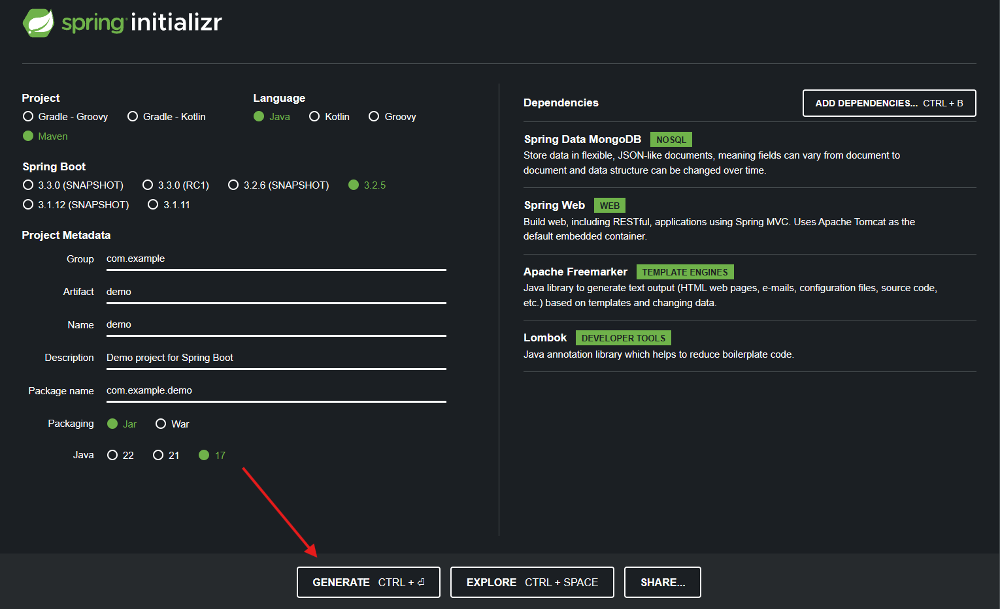 spring initializr
Project
Gradle - Groovy Gradle - Kotlin
Maven
Language
Java Kotlin Groovy
Spring Boot
3.3.0 (SNAPSHOT) 3.3.0 (RC1) 3.2.6 (SNAPSHOT) 3.2.5
3.1.12 (SNAPSHOT) 3.1.11
Project Metadata
Group com.example
Artifact demo
Name demo
Description Demo project for Spring Boot
Package name com.example.demo
Packaging Jar War
Java 22 21 17
Dependencies
ADD DEPENDENCIES... CTRL + B
Spring Data MongoDB NOSQL
Store data in flexible, JSON-like documents, meaning fields can vary from document to
document and data structure can be changed over time.
Spring Web WEB
Build web, including RESTful, applications using Spring MVC. Uses Apache Tomcat as the
default embedded container.
Apache Freemarker TEMPLATE ENGINES
Java library to generate text output (HTML web pages, e-mails, configuration files, source code,
etc.) based on templates and changing data.
Lombok DEVELOPER TOOLS
Java annotation library which helps to reduce boilerplate code.
GENERATE CTRL + ⏎
EXPLORE CTRL + SPACE
SHARE...